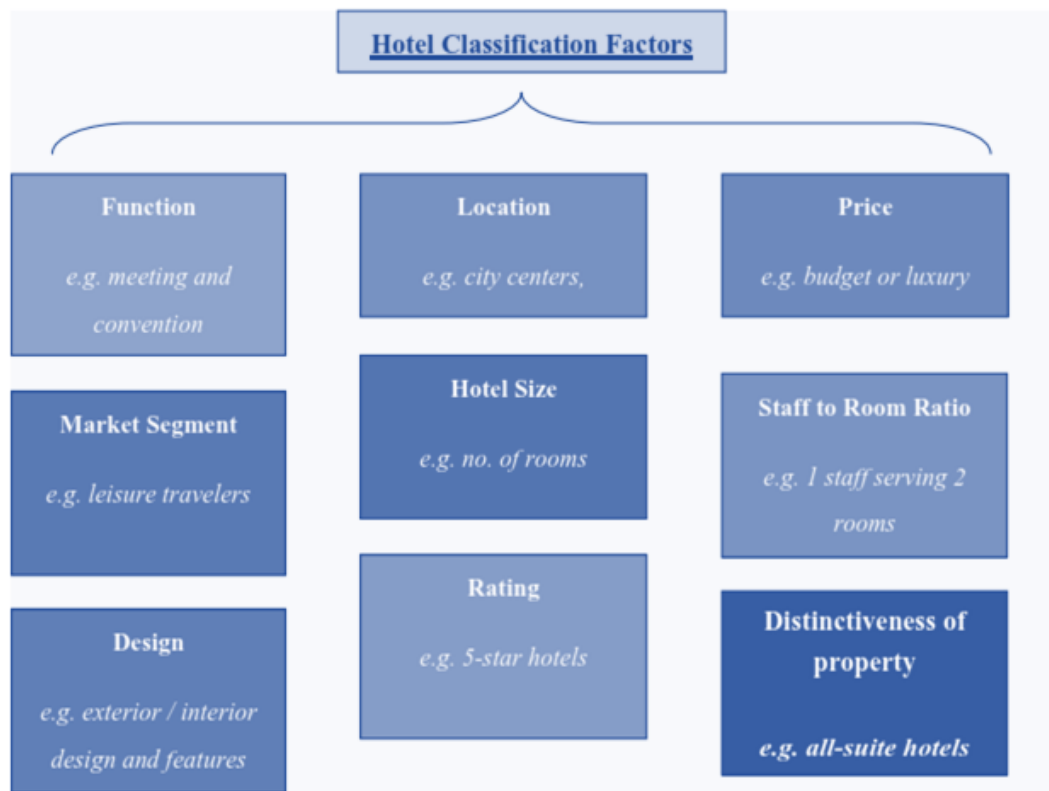 Hotel Classification Factors
Function
e.g. meeting and
convention
Location
e.g. city centers,
Price
e.g. budget or luxury
Market Segment
e.g. leisure travelers
Hotel Size
e.g. no. of rooms
Staff to Room Ratio
e.g. 1 staff serving 2
rooms
Design
e.g. exterior / interior
design and features
Rating
e.g. 5-star hotels
Distinctiveness of
property
e.g. all-suite hotels